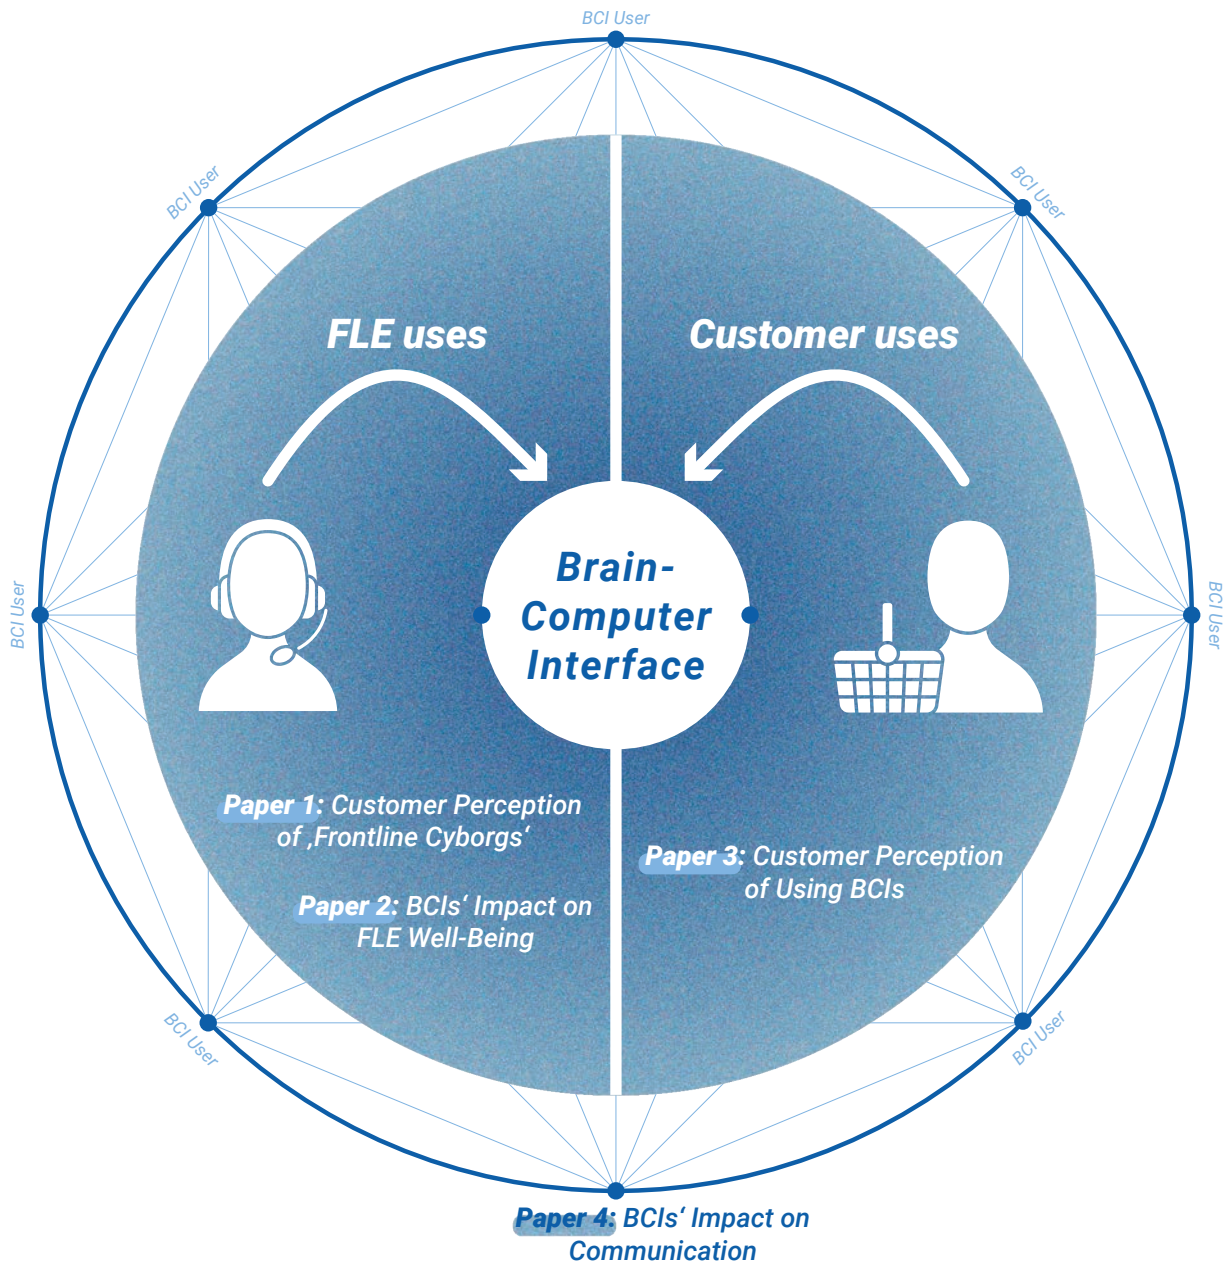 BCI User
BCI User
BCI User
FLE uses
Customer uses
Brain-
Computer
Interface
BCI User
BCI User
Paper 1: Customer Perception
of ‚Frontline Cyborgs‘
Paper 2: BCIs‘ Impact on
FLE Well-Being
Paper 3: Customer Perception
of Using BCIs
BCI User
BCI User
Paper 4: BCIs‘ Impact on
Communication